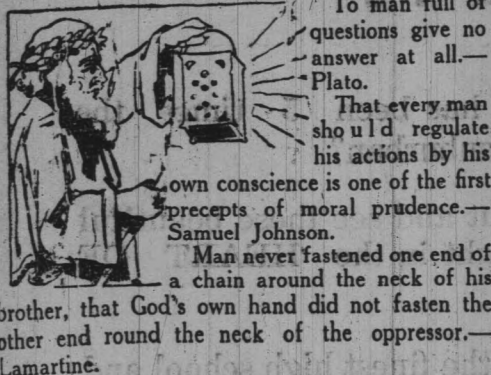 To man full of
questions give no
answer at all.—
Plato.
That every man
should regulate
his actions by his
own conscience is one of the first
precepts of moral prudence.—
Samuel Johnson.
Man never fastened one end of
a chain around the neck of his
brother, that God's own hand did not fasten the
other end round the neck of the oppressor.—
Lamartine.